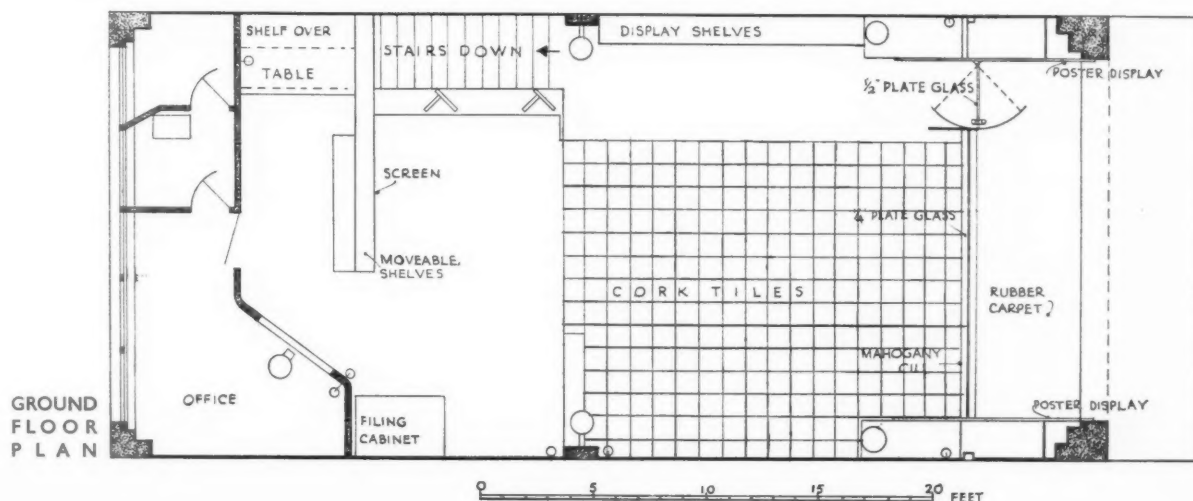 SHELF OVER
TABLE
STAIRS DOWN
DISPLAY SHELVES
POSTER DISPLAY
1/2" PLATE GLASS
SCREEN
1/4" PLATE GLASS
MOVEABLE
SHELVES
CORK TILES
RUBBER
CARPET
MAHOGANY
CILL
OFFICE
FILING
CABINET
POSTER DISPLAY
GROUND
FLOOR
PLAN
0 5 10 15 20 FEET